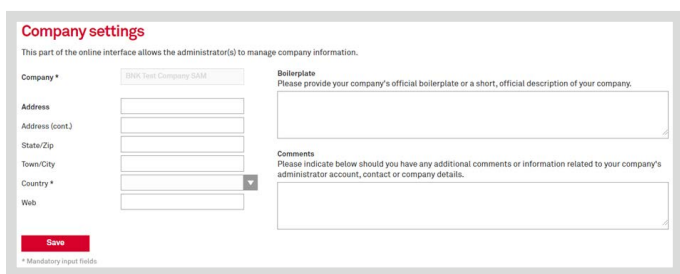 Company settings
This part of the online interface allows the administrator(s) to manage company information.
Company *
BNK Test Company SAM
Address
Address (cont.)
State/Zip
Town/City
Country *
Web
Save
* Mandatory input fields
Boilerplate
Please provide your company's official boilerplate or a short, official description of your company.
Comments
Please indicate below should you have any additional comments or information related to your company's
administrator account, contact or company details.